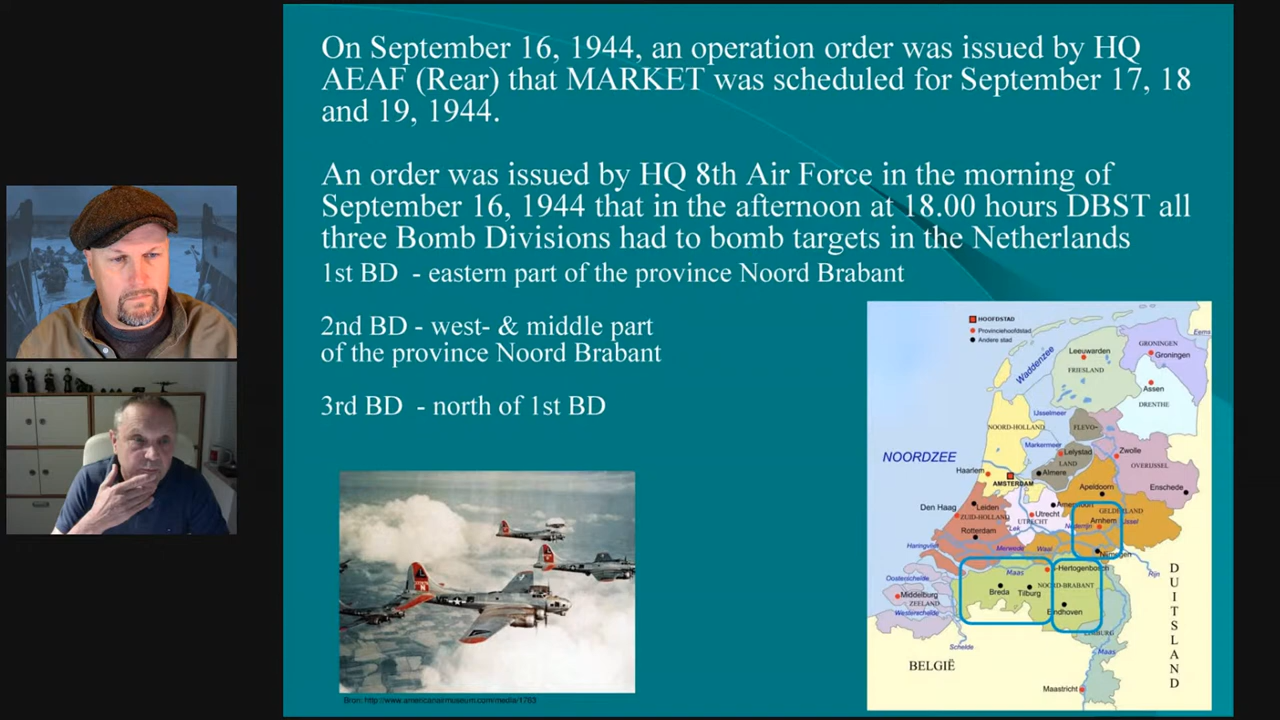 On September 16, 1944, an operation order was issued by HQ
AEAF (Rear) that MARKET was scheduled for September 17, 18
and 19, 1944.
An order was issued by HQ 8th Air Force in the morning of
September 16, 1944 that in the afternoon at 18.00 hours DBST all
three Bomb Divisions had to bomb targets in the Netherlands
1st BD - eastern part of the province Noord Brabant
2nd BD - west- & middle part
of the province Noord Brabant
3rd BD - north of 1st BD
HOOFDSTAD
Provinciehoofdstad
Andere stad
Eems
Waddenzee
Leeuwarden
FRIESLAND
GRONINGEN
Groningen
Assen
DRENTHE
IJsselmeer
NOORD-HOLLAND
FLEVO-
Markermeer
Lelystad
LAND
Zwolle
OVERIJSSEL
NOORDZEE
Haarlem
AMSTERDAM
Almere
Apeldoorn
Enschede
Den Haag
Leiden
ZUID-HOLLAND
Utrecht
UTRECHT
Amersfoort
GELDERLAND
Arnhem
IJssel
Rotterdam
Lek
Nederrijn
Haringvliet
Merwede
Waal
Nijmegen
Rijn
Oosterschelde
Maas
's-Hertogenbosch
NOORD-BRABANT
Middelburg
ZEELAND
Westerschelde
Breda
Tilburg
Eindhoven
LIMBURG
Schelde
Maas
BELGIË
DUITSLAND
Maastricht
Bron: http://www.americanairmuseum.com/media/1763